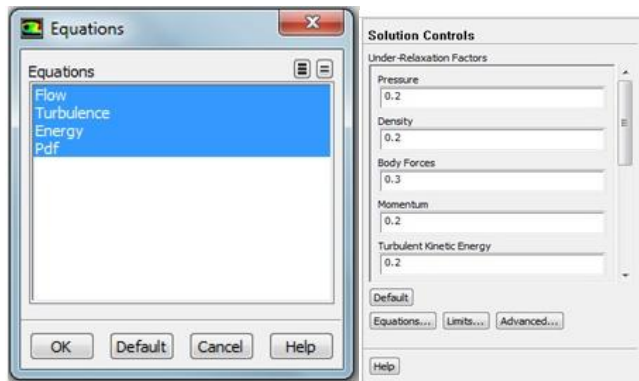 Equations
Equations
Flow
Turbulence
Energy
Pdf
OK Default Cancel Help
Solution Controls
Under-Relaxation Factors
Pressure
0.2
Density
0.2
Body Forces
0.3
Momentum
0.2
Turbulent Kinetic Energy
0.2
Default
Equations... Limits... Advanced...
Help